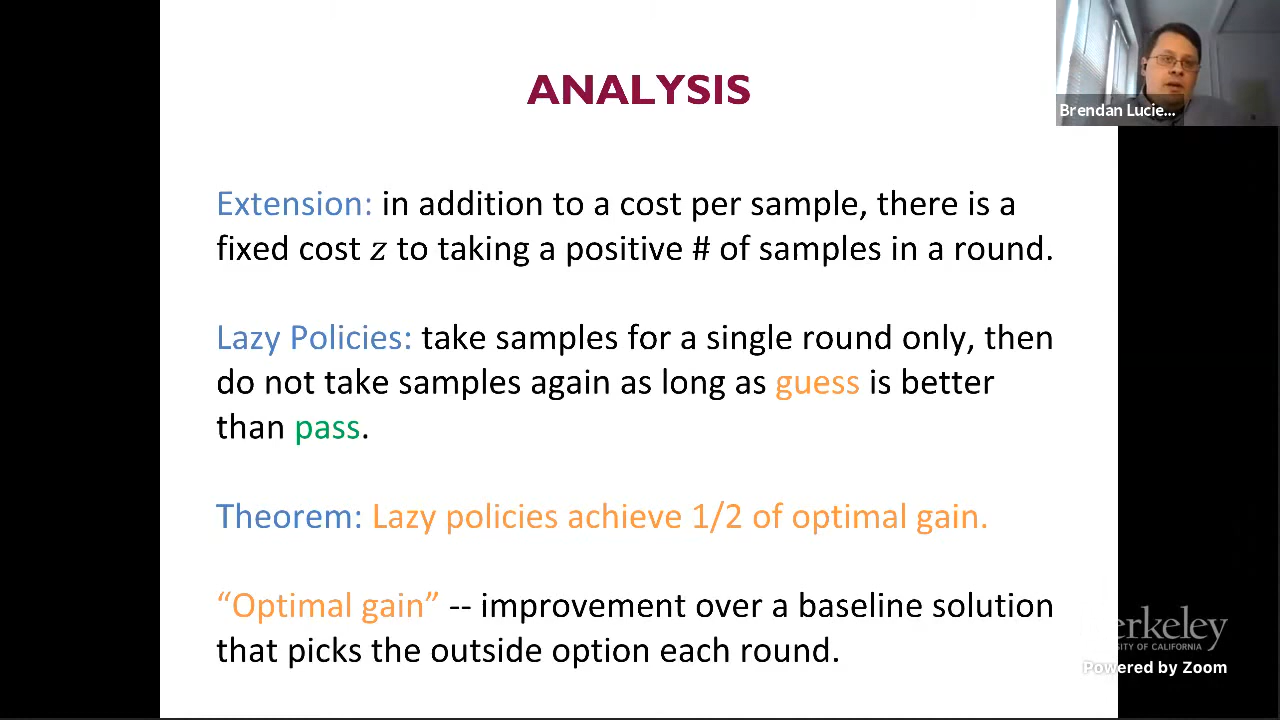 ANALYSIS
Brendan Lucie...
Extension: in addition to a cost per sample, there is a
fixed cost z to taking a positive # of samples in a round.
Lazy Policies: take samples for a single round only, then
do not take samples again as long as guess is better
than pass.
Theorem: Lazy policies achieve 1/2 of optimal gain.
“Optimal gain” -- improvement over a baseline solution
that picks the outside option each round.
erkeley
OF CALIFORNIA
Powered by Zoom